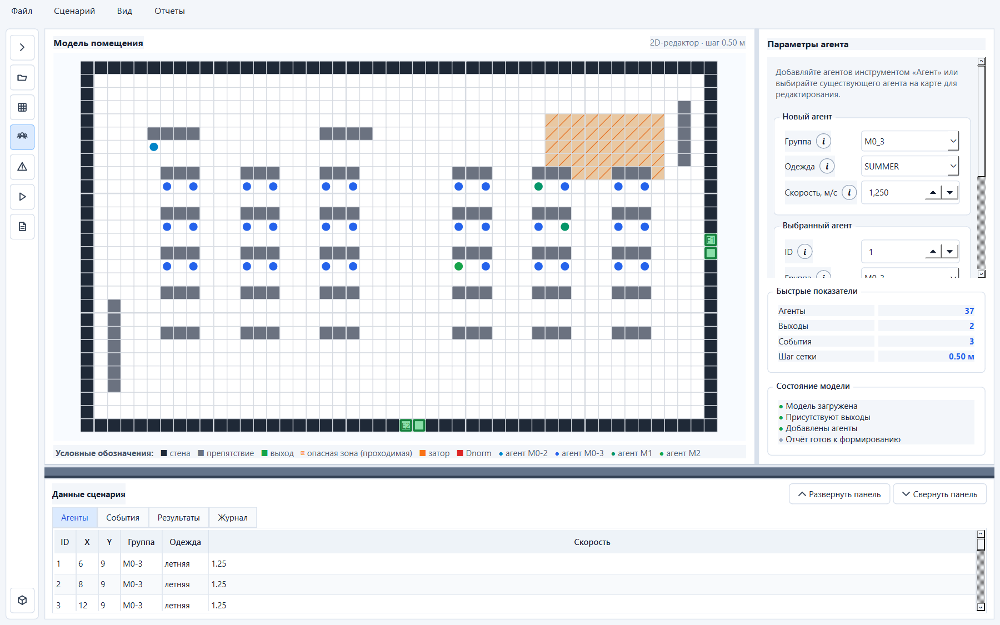 Файл Сценарий Вид Отчеты
Модель помещения
2D-редактор · шаг 0.50 м
E1
E2
Условные обозначения: стена препятствие выход опасная зона (проходимая) затор Dnorm агент M0-2 агент M0-3 агент M1 агент M2
Параметры агента
Добавляйте агентов инструментом «Агент» или
выбирайте существующего агента на карте для
редактирования.
Новый агент
Группа i M0_3
Одежда i SUMMER
Скорость, м/с i 1,250
Выбранный агент
ID i 1
Группа i M0_3
Быстрые показатели
Агенты 37
Выходы 2
События 3
Шаг сетки 0.50 м
Состояние модели
Модель загружена
Присутствуют выходы
Добавлены агенты
Отчёт готов к формированию
Данные сценария
Развернуть панель Свернуть панель
Агенты События Результаты Журнал
ID X Y Группа Одежда Скорость
1 6 9 M0-3 летняя 1.25
2 8 9 M0-3 летняя 1.25
3 12 9 M0-3 летняя 1.25